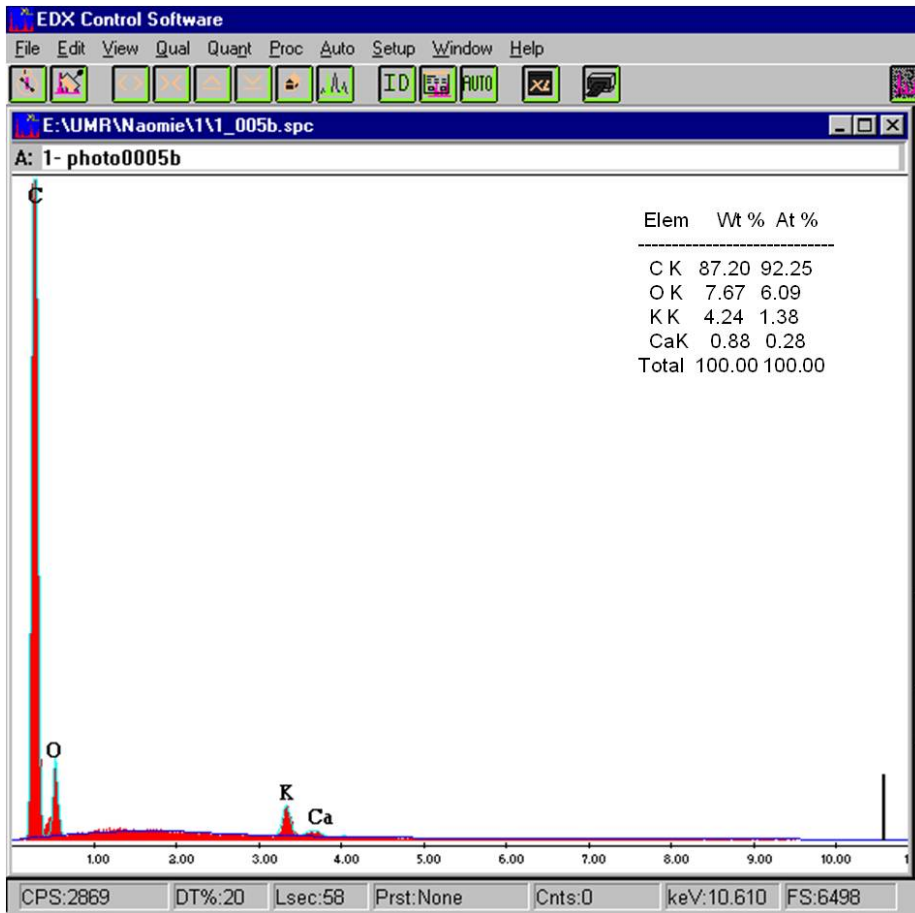 EDX Control Software
File Edit View Qual Quant Proc Auto Setup Window Help
ID AUTO XL
E:\UMR\Naomie\1\1_005b.spc
A: 1- photo0005b
C
Elem Wt % At %
-----------------------------
C K 87.20 92.25
O K 7.67 6.09
K K 4.24 1.38
CaK 0.88 0.28
Total 100.00 100.00
O
K
Ca
1.00 2.00 3.00 4.00 5.00 6.00 7.00 8.00 9.00 10.00 1
CPS:2869 DT%:20 Lsec:58 Prst:None Cnts:0 keV:10.610 FS:6498